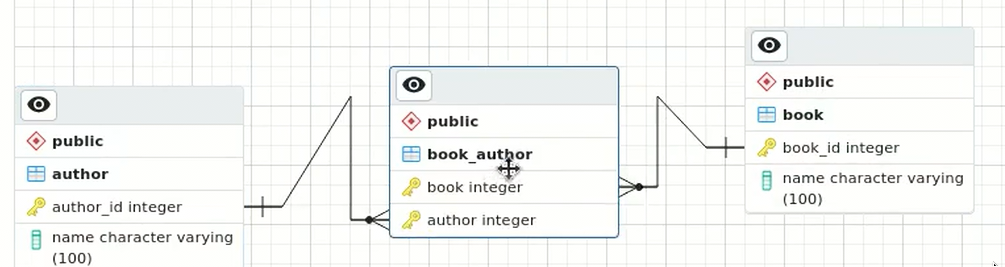 public
author
author_id integer
name character varying
(100)
public
book_author
book integer
author integer
public
book
book_id integer
name character varying
(100)